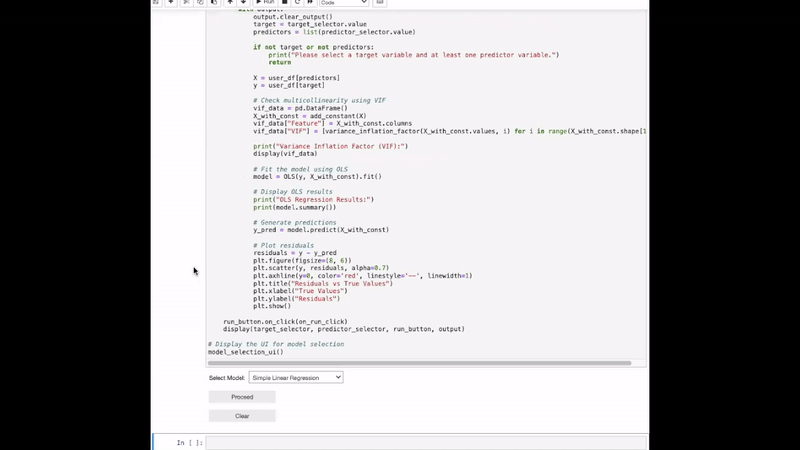 Run
Code
output.clear_output()
target = target_selector.value
predictors = list(predictor_selector.value)
if not target or not predictors:
print("Please select a target variable and at least one predictor variable.")
return
X = user_df[predictors]
y = user_df[target]
# Check multicollinearity using VIF
vif_data = pd.DataFrame()
X_with_const = add_constant(X)
vif_data["Feature"] = X_with_const.columns
vif_data["VIF"] = [variance_inflation_factor(X_with_const.values, i) for i in range(X_with_const.shape[1
print("Variance Inflation Factor (VIF):")
display(vif_data)
# Fit the model using OLS
model = OLS(y, X_with_const).fit()
# Display OLS results
print("OLS Regression Results:")
print(model.summary())
# Generate predictions
y_pred = model.predict(X_with_const)
# Plot residuals
residuals = y - y_pred
plt.figure(figsize=(8, 6))
plt.scatter(y, residuals, alpha=0.7)
plt.axhline(y=0, color='red', linestyle='--', linewidth=1)
plt.title("Residuals vs True Values")
plt.xlabel("True Values")
plt.ylabel("Residuals")
plt.show()
run_button.on_click(on_run_click)
display(target_selector, predictor_selector, run_button, output)
# Display the UI for model selection
model_selection_ui()
Select Model: Simple Linear Regression
Proceed
Clear
In [ ]: